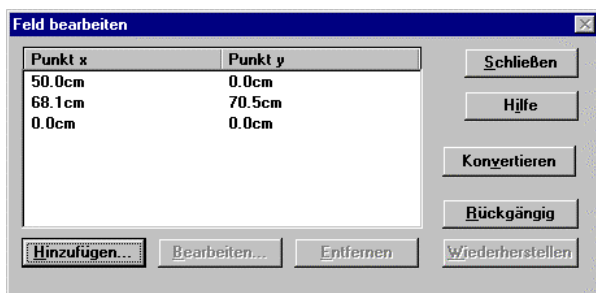 Feld bearbeiten
Punkt x Punkt y
50.0cm 0.0cm
68.1cm 70.5cm
0.0cm 0.0cm
Schließen
Hilfe
Konvertieren
Rückgängig
Hinzufügen... Bearbeiten... Entfernen Wiederherstellen